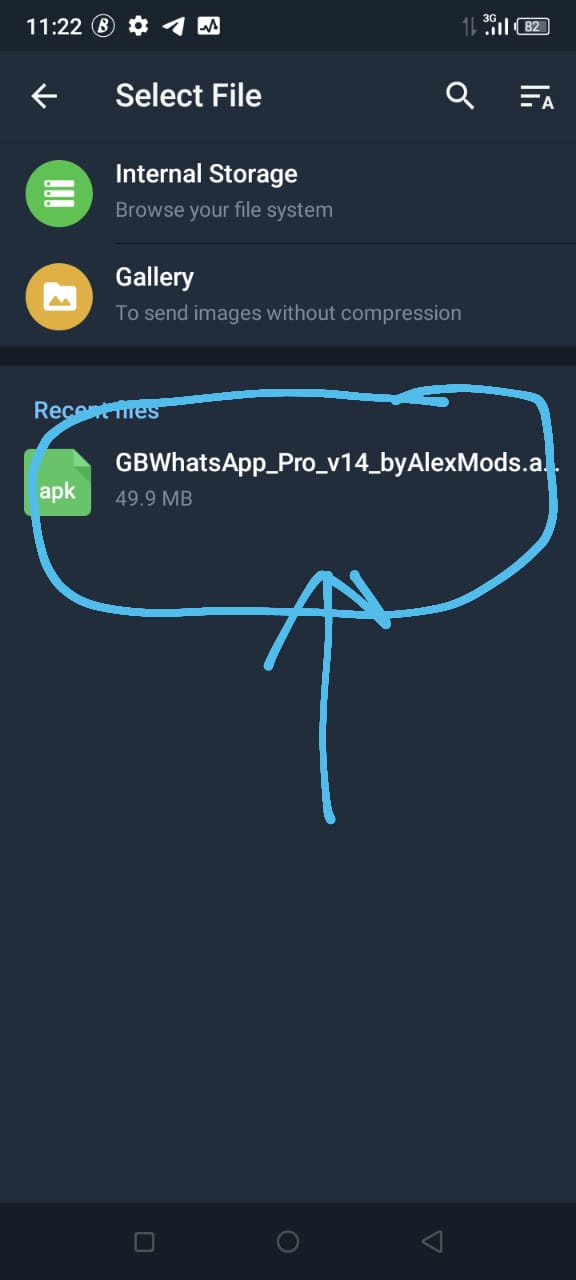 11:22
3G
82
Select File
A
Internal Storage
Browse your file system
Gallery
To send images without compression
Recent files
apk
GBWhatsApp_Pro_v14_byAlexMods.a...
49.9 MB